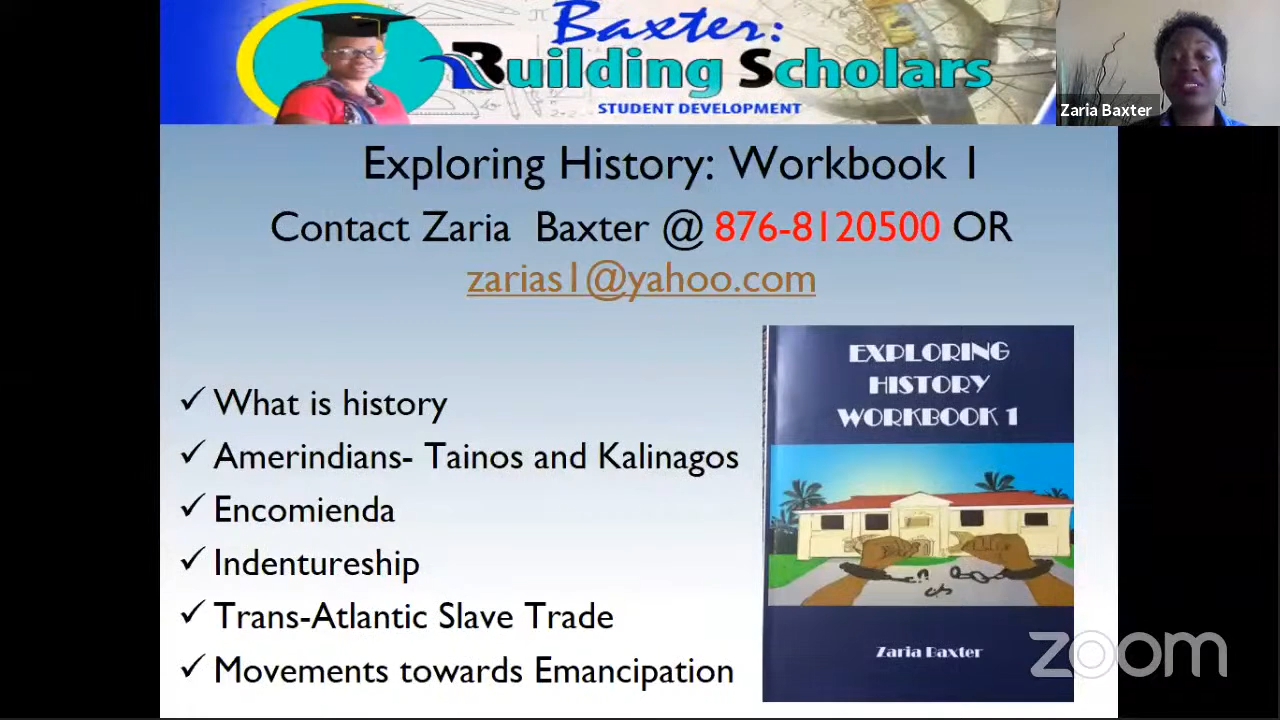 Baxter:
Building Scholars
STUDENT DEVELOPMENT
Zaria Baxter
Exploring History: Workbook 1
Contact Zaria Baxter @ 876-8120500 OR
zarias1@yahoo.com
✓ What is history
✓ Amerindians- Tainos and Kalinagos
✓ Encomienda
✓ Indentureship
✓ Trans-Atlantic Slave Trade
✓ Movements towards Emancipation
EXPLORING
HISTORY
WORKBOOK 1
Zaria Baxter
zoom